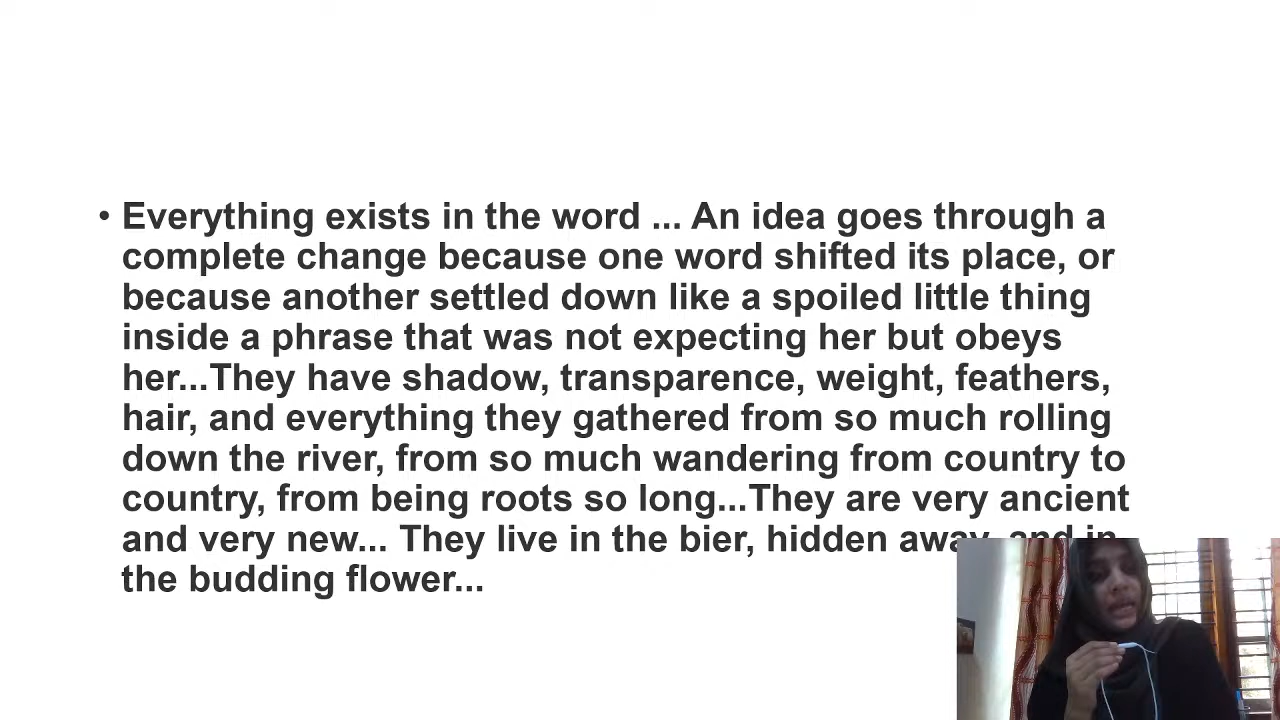 • Everything exists in the word ... An idea goes through a
complete change because one word shifted its place, or
because another settled down like a spoiled little thing
inside a phrase that was not expecting her but obeys
her...They have shadow, transparence, weight, feathers,
hair, and everything they gathered from so much rolling
down the river, from so much wandering from country to
country, from being roots so long...They are very ancient
and very new... They live in the bier, hidden away, and in
the budding flower...